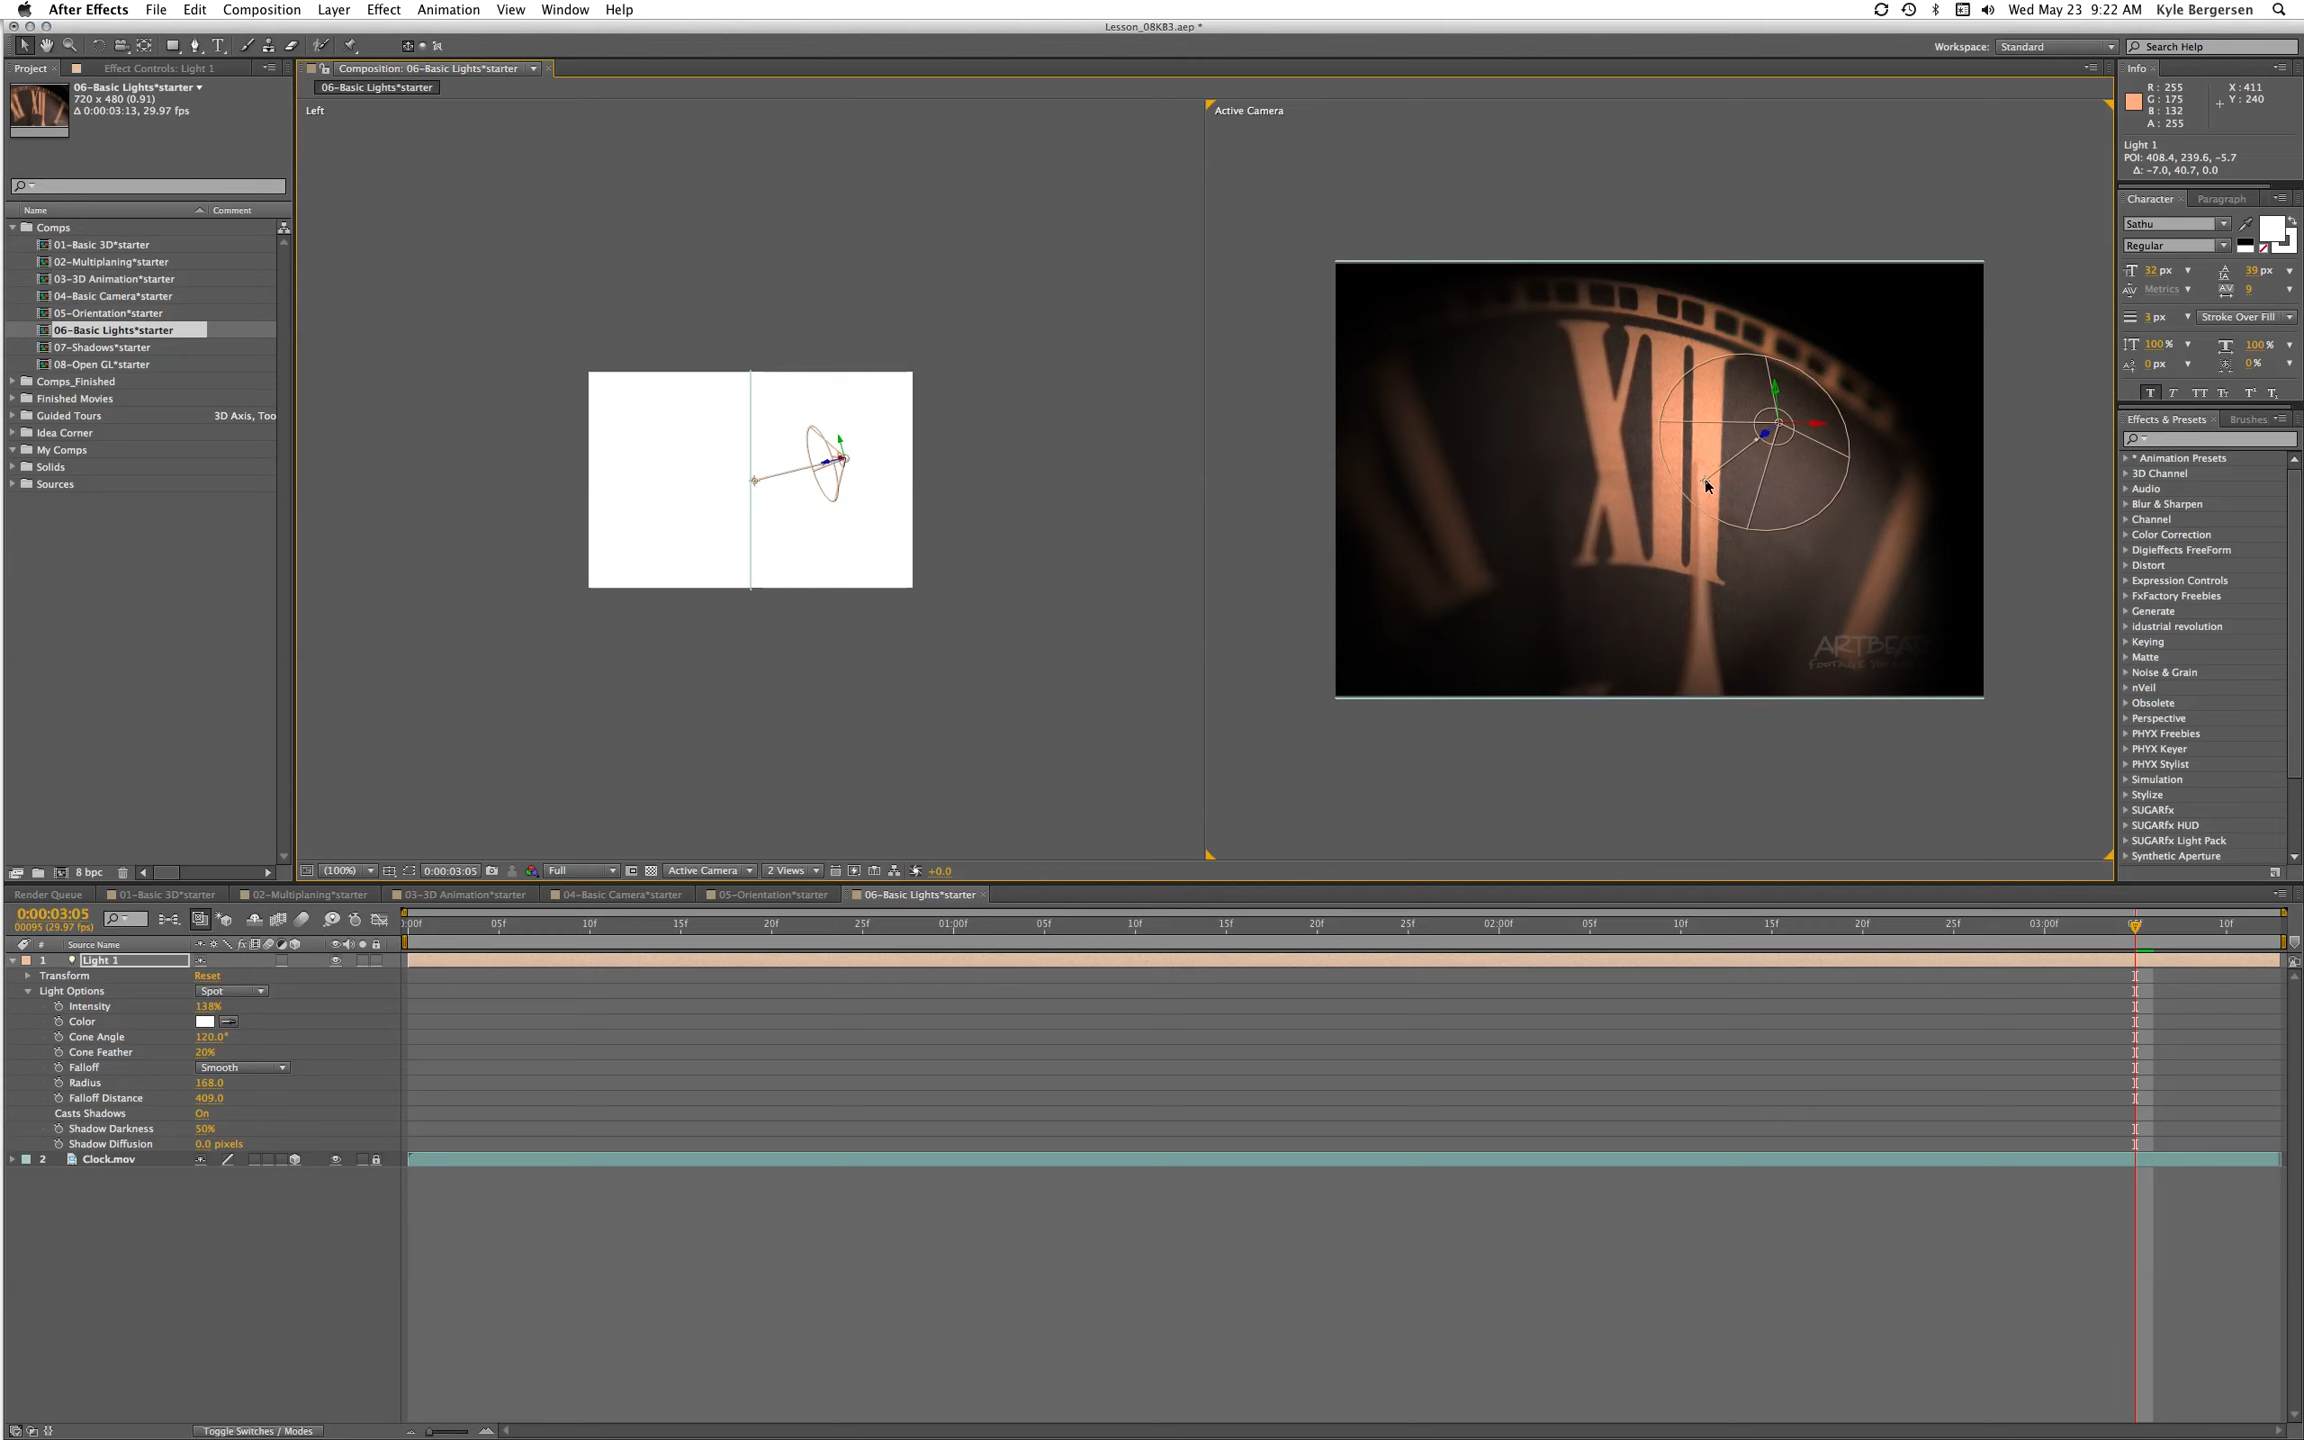 After Effects File Edit Composition Layer Effect Animation View Window Help Wed May 23 9:22 AM Kyle Bergersen
Lesson_08KB3.aep *
Workspace: Standard Search Help
Project Effect Controls: Light 1
06-Basic Lights*starter
720 x 480 (0.91)
Δ 0:00:03:13, 29.97 fps
Name Comment
Comps
01-Basic 3D*starter
02-Multiplaning*starter
03-3D Animation*starter
04-Basic Camera*starter
05-Orientation*starter
06-Basic Lights*starter
07-Shadows*starter
08-Open GL*starter
Comps_Finished
Finished Movies
Guided Tours 3D Axis, Too
Idea Corner
My Comps
Solids
Sources
8 bpc
Composition: 06-Basic Lights*starter
06-Basic Lights*starter
Left
Active Camera
XII
ARTBEA
(100%) 0:00:03:05 Full Active Camera 2 Views +0.0
Info
R: 255 X: 411
G: 175 Y: 240
B: 132
A: 255
Light 1
POI: 408.4, 239.6, -5.7
Δ: -7.0, 40.7, 0.0
Character Paragraph
Sathu
Regular
32 px 39 px
Metrics 9
3 px Stroke Over Fill
100% 100%
0 px 0%
T T TT Tt T¹ T₁
Effects & Presets Brushes
* Animation Presets
3D Channel
Audio
Blur & Sharpen
Channel
Color Correction
Digieffects FreeForm
Distort
Expression Controls
FxFactory Freebies
Generate
idustrial revolution
Keying
Matte
Noise & Grain
nVeil
Obsolete
Perspective
PHYX Freebies
PHYX Keyer
PHYX Stylist
Simulation
Stylize
SUGARfx
SUGARfx HUD
SUGARfx Light Pack
Synthetic Aperture
Render Queue 01-Basic 3D*starter 02-Multiplaning*starter 03-3D Animation*starter 04-Basic Camera*starter 05-Orientation*starter 06-Basic Lights*starter
0:00:03:05
00095 (29.97 fps)
:00f 05f 10f 15f 20f 25f 01:00f 05f 10f 15f 20f 25f 02:00f 05f 10f 15f 20f 25f 03:00f 10f
# Source Name
1 Light 1
Transform Reset
Light Options Spot
Intensity 138%
Color
Cone Angle 120.0°
Cone Feather 20%
Falloff Smooth
Radius 168.0
Falloff Distance 409.0
Casts Shadows On
Shadow Darkness 50%
Shadow Diffusion 0.0 pixels
2 Clock.mov
Toggle Switches / Modes